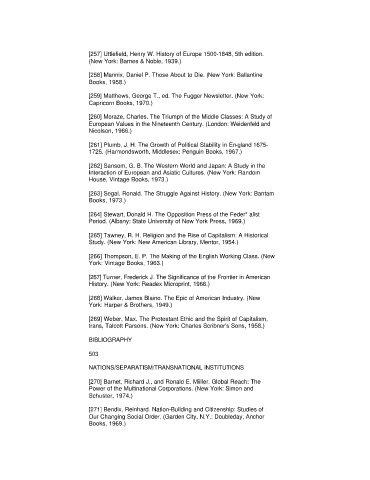 [257] Littlefield, Henry W. History of Europe 1500-1848, 5th edition.
(New York: Barnes & Noble, 1939.)
[258] Mannix, Daniel P. Those About to Die. (New York: Ballantine
Books, 1958.)
[259] Matthews, George T., ed. The Fugger Newsletter. (New York:
Capricorn Books, 1970.)
[260] Moraze, Charles. The Triumph of the Middle Classes: A Study of
European Values in the Nineteenth Century. (London: Weidenfeld and
Nicolson, 1966.)
[261] Plumb, J. H. The Growth of Political Stability in En-gland 1675-
1725. (Harmondsworth, Middlesex: Penguin Books, 1967.)
[262] Sansom, G. B. The Western World and Japan: A Study in the
Interaction of European and Asiatic Cultures. (New York: Random
House, Vintage Books, 1973.)
[263] Segal, Ronald. The Struggle Against History. (New York: Bantam
Books, 1973.)
[264] Stewart, Donald H. The Opposition Press of the Feder" alist
Period. (Albany: State University of New York Press, 1969.)
[265] Tawney, R. H. Religion and the Rise of Capitalism: A Historical
Study. (New York: New American Library, Mentor, 1954.)
[266] Thompson, E. P. The Making of the English Working Class. (New
York: Vintage Books, 1963.)
[267] Turner, Frederick J. The Significance of the Frontier in American
History. (New York: Readex Microprint, 1966.)
[268] Walker, James Blaine. The Epic of American Industry. (New
York: Harper & Brothers, 1949.)
[269] Weber, Max. The Protestant Ethic and the Spirit of Capitalism,
trans, Talcott Parsons. (New York: Charles Scribner's Sons, 1958.)
BIBLIOGRAPHY
503
NATIONS/SEPARATISM/TRANSNATIONAL INSTITUTIONS
[270] Barnet, Richard J., and Ronald E. Müller. Global Reach: The
Power of the Multinational Corporations. (New York: Simon and
Schuster, 1974.)
[271] Bendix, Reinhard. Nation-Building and Citizenship: Studies of
Our Changing Social Order. (Garden City, N.Y.: Doubleday, Anchor
Books, 1969.)